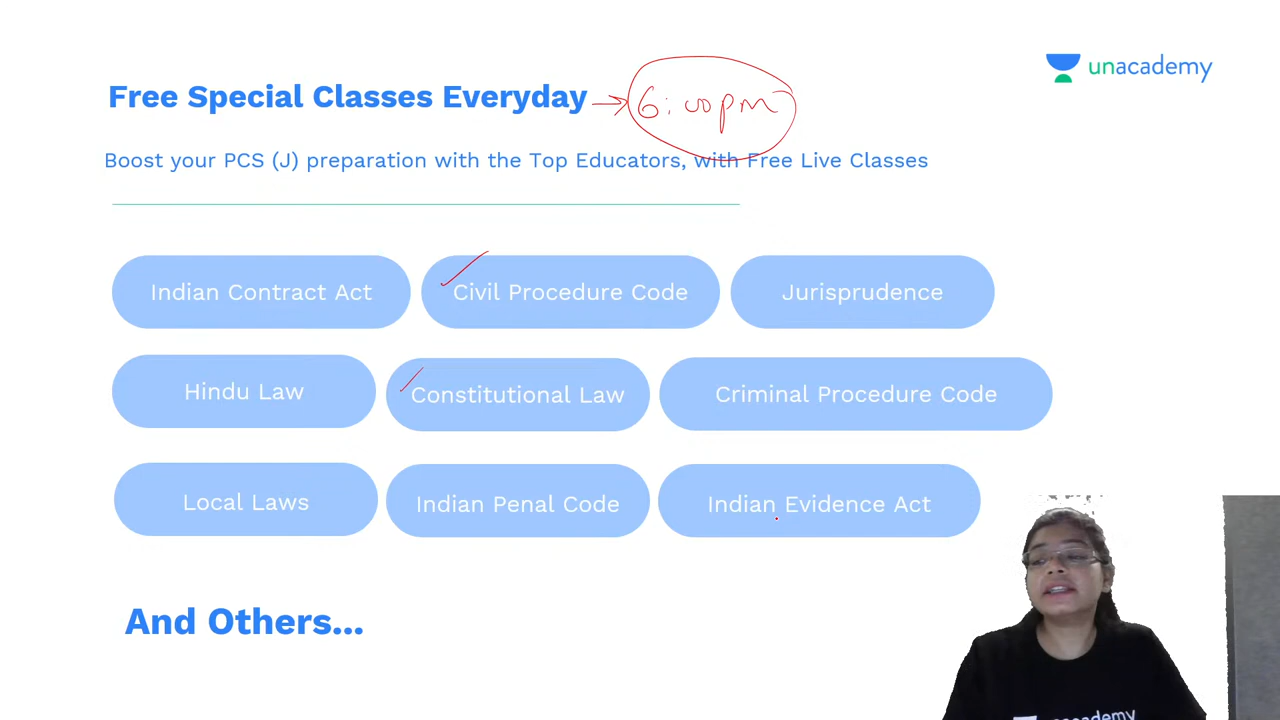 unacademy
Free Special Classes Everyday → 6:00pm
Boost your PCS (J) preparation with the Top Educators, with Free Live Classes
Indian Contract Act
Civil Procedure Code
Jurisprudence
Hindu Law
Constitutional Law
Criminal Procedure Code
Local Laws
Indian Penal Code
Indian Evidence Act
And Others...
unacademy